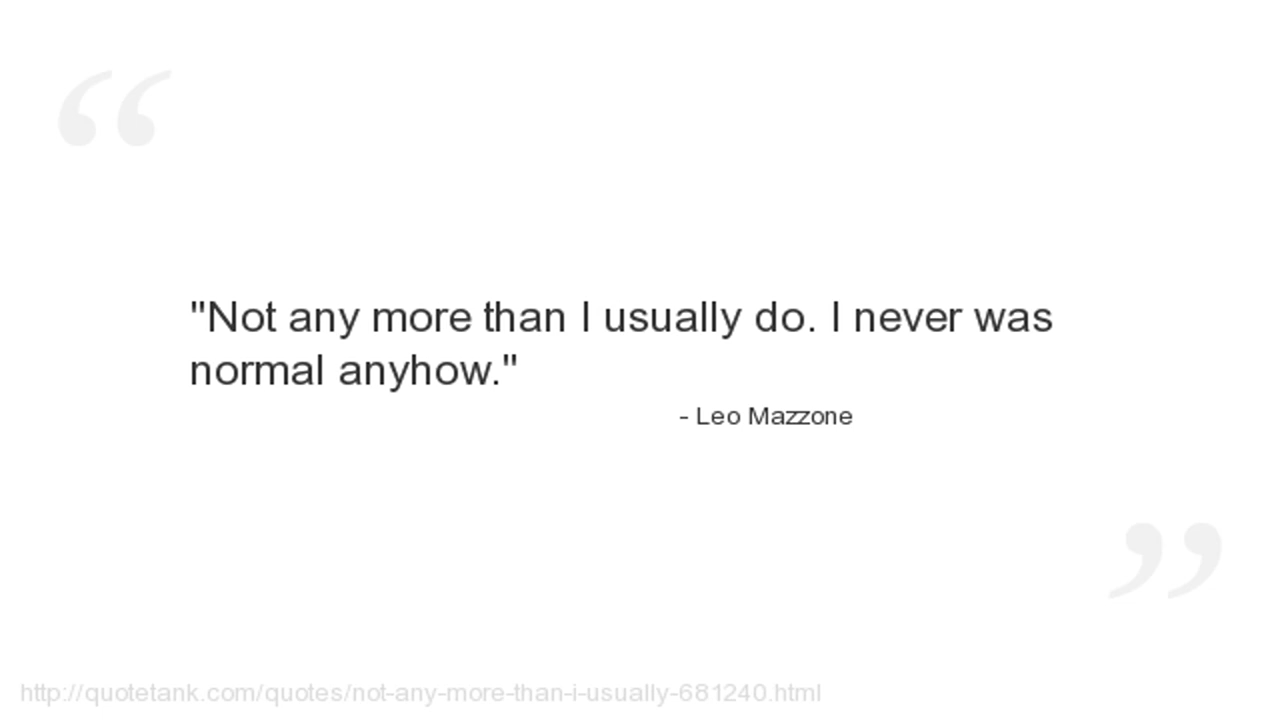 "Not any more than I usually do. I never was
normal anyhow."
- Leo Mazzone
http://quotetank.com/quotes/not-any-more-than-i-usually-681240.html